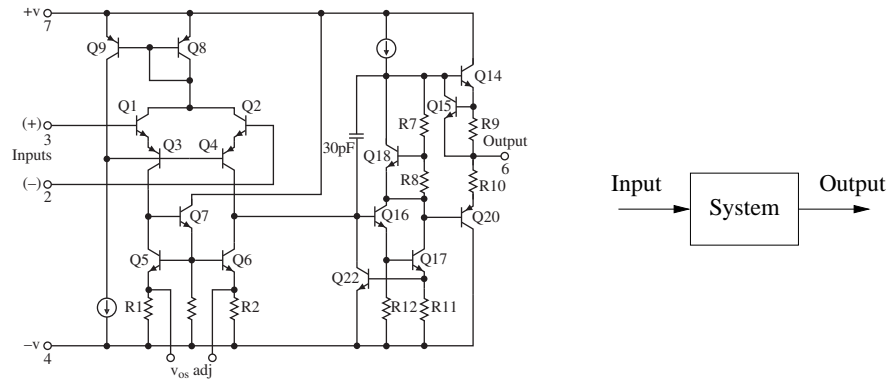 +v
7
Q9
Q8
Q14
Q1
Q2
Q15
(+)
3
R7
R9
Inputs
Q3
Q4
30pF
Output
6
Q18
(−)
2
R8
R10
Q7
Q16
Q20
Q5
Q6
Q22
Q17
R1
R2
R12
R11
−v
4
vos adj
Input
System
Output